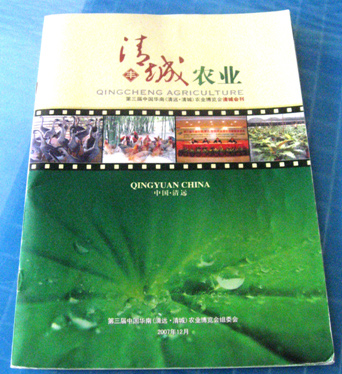 清城农业
QINGCHENG AGRICULTURE
第三届中国华南(清远·清城)农业博览会清城会刊
QINGYUAN CHINA
中国·清远
第三届中国华南(清远·清城)农业博览会组委会
2007年12月